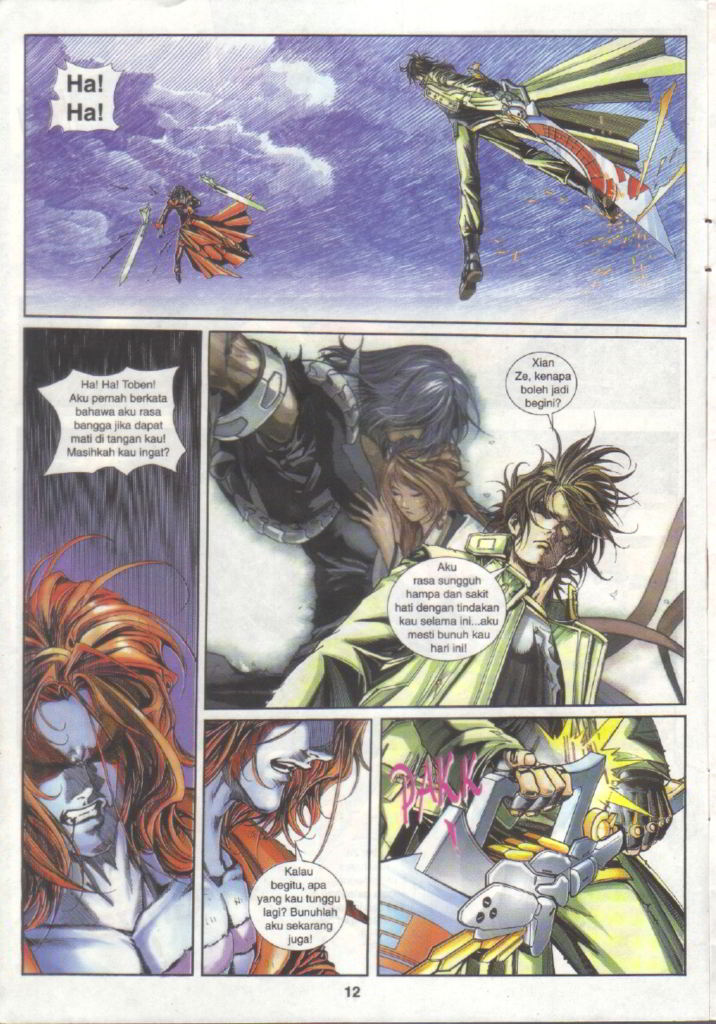 Ha!
Ha!
Ha! Ha! Toben!
Aku pernah berkata
bahawa aku rasa
bangga jika dapat
mati di tangan kau!
Masihkah kau ingat?
Xian
Ze, kenapa
boleh jadi
begini?
Aku
rasa sungguh
hampa dan sakit
hati dengan tindakan
kau selama ini...aku
mesti bunuh kau
hari ini!
Kalau
begitu, apa
yang kau tunggu
lagi? Bunuhlah
aku sekarang
juga!
PAKK
12